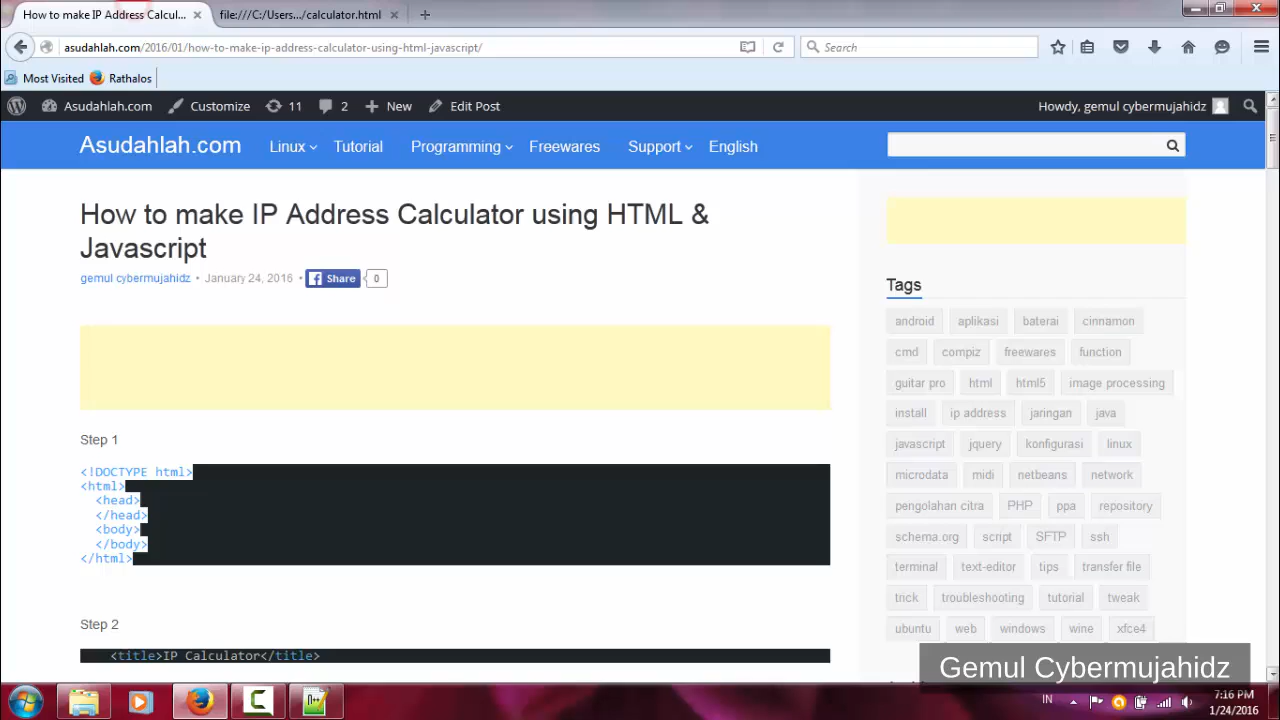 How to make IP Address Calcul...
file:///C:/Users.../calculator.html
asudahlah.com/2016/01/how-to-make-ip-address-calculator-using-html-javascript/
Search
Most Visited
Rathalos
Asudahlah.com
Customize
11
2
New
Edit Post
Howdy, gemul cybermujahidz
Asudahlah.com
Linux
Tutorial
Programming
Freewares
Support
English
How to make IP Address Calculator using HTML &
Javascript
gemul cybermujahidz • January 24, 2016 •
Share
0
Step 1
<!DOCTYPE html>
<html>
<head>
</head>
<body>
</body>
</html>
Step 2
<title>IP Calculator</title>
Tags
android aplikasi baterai cinnamon
cmd compiz freewares function
guitar pro html html5 image processing
install ip address jaringan java
javascript jquery konfigurasi linux
microdata midi netbeans network
pengolahan citra PHP ppa repository
schema.org script SFTP ssh
terminal text-editor tips transfer file
trick troubleshooting tutorial tweak
ubuntu web windows wine xfce4
Gemul Cybermujahidz
IN
7:16 PM
1/24/2016